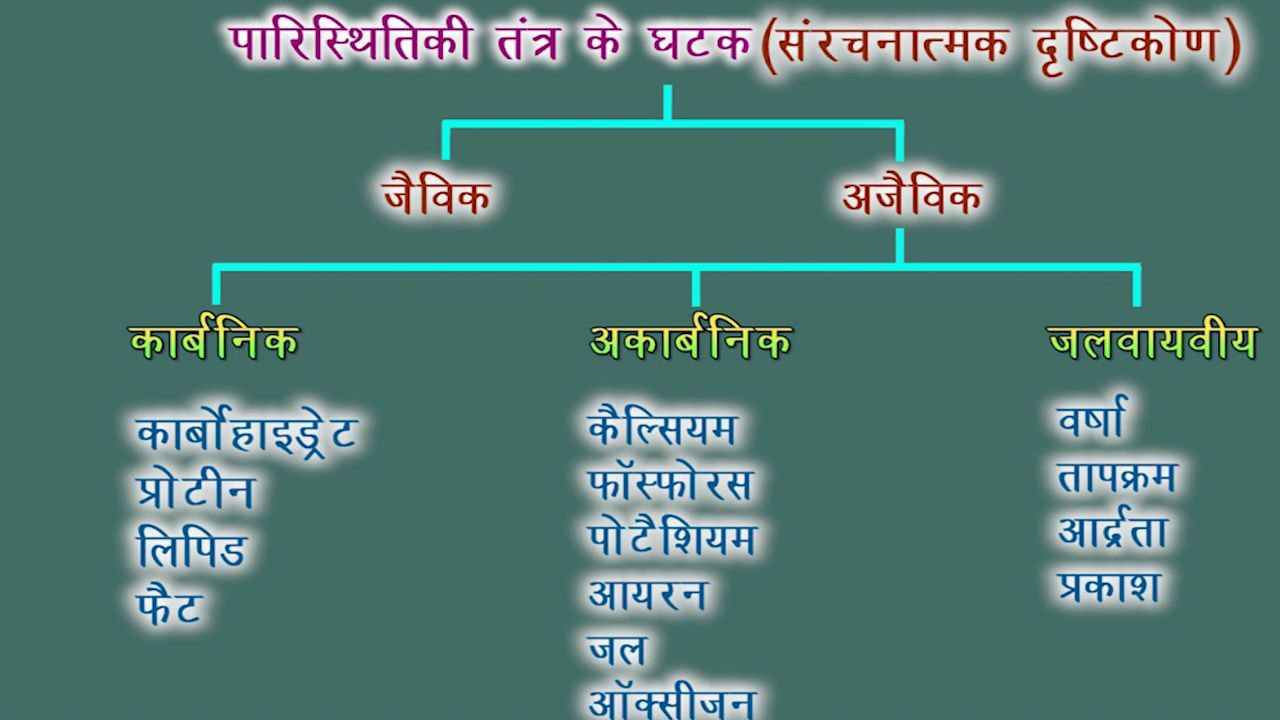 पारिस्थितिकी तंत्र के घटक (संरचनात्मक दृष्टिकोण)
जैविक
अजैविक
कार्बनिक
अकार्बनिक
जलवायवीय
कार्बोहाइड्रेट
प्रोटीन
लिपिड
फैट
कैल्सियम
फॉस्फोरस
पोटैशियम
आयरन
जल
ऑक्सीजन
वर्षा
तापक्रम
आर्द्रता
प्रकाश